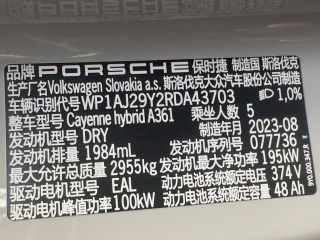 品牌 PORSCHE 保时捷 制造国 斯洛伐克
生产厂名/Volkswagen Slovakia a.s. 斯洛伐克大众汽车股份公司制造
车辆识别代号 WP1AJ29Y2RDA43703 1,0%
整车型号 Cayenne hybrid A361 乘坐人数 5
发动机型号 DRY 制造年月 2023-08
发动机排量 1984mL 发动机序列号 077736
最大允许总质量 2955kg 发动机最大净功率 195kW
驱动电机型号 EAL 动力电池系统额定电压 374 V
驱动电机峰值功率 100kW 动力电池系统额定容量 48 Ah